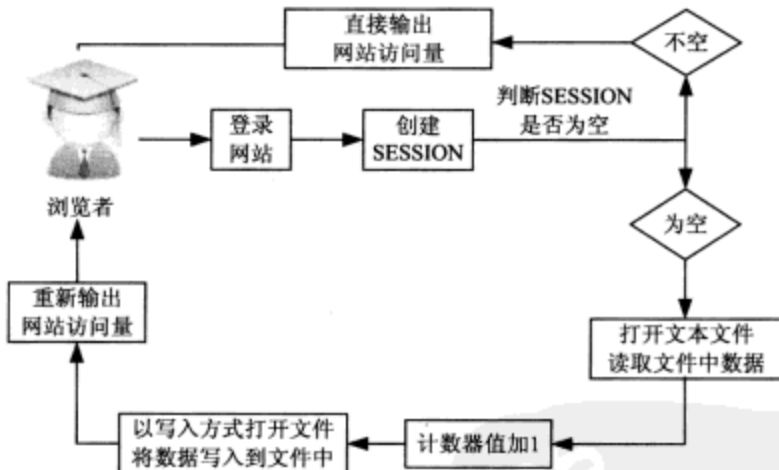 直接输出
网站访问量
不空
登录
网站
创建
SESSION
判断SESSION
是否为空
浏览者
为空
重新输出
网站访问量
打开文本文件
读取文件中数据
以写入方式打开文件
将数据写入到文件中
计数器值加1